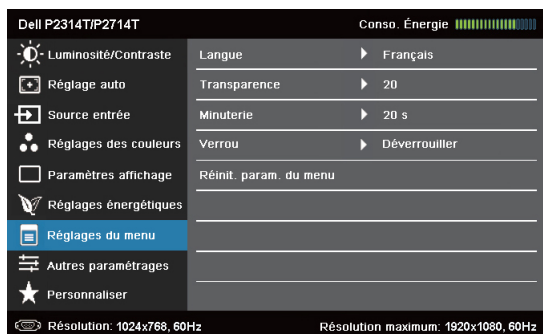 Dell P2314T/P2714T Conso. Énergie
Luminosité/Contraste Langue Français
Réglage auto Transparence 20
Source entrée Minuterie 20 s
Réglages des couleurs Verrou Déverrouiller
Paramètres affichage Réinit. param. du menu
Réglages énergétiques
Réglages du menu
Autres paramétrages
Personnaliser
Résolution: 1024x768, 60Hz Résolution maximum: 1920x1080, 60Hz